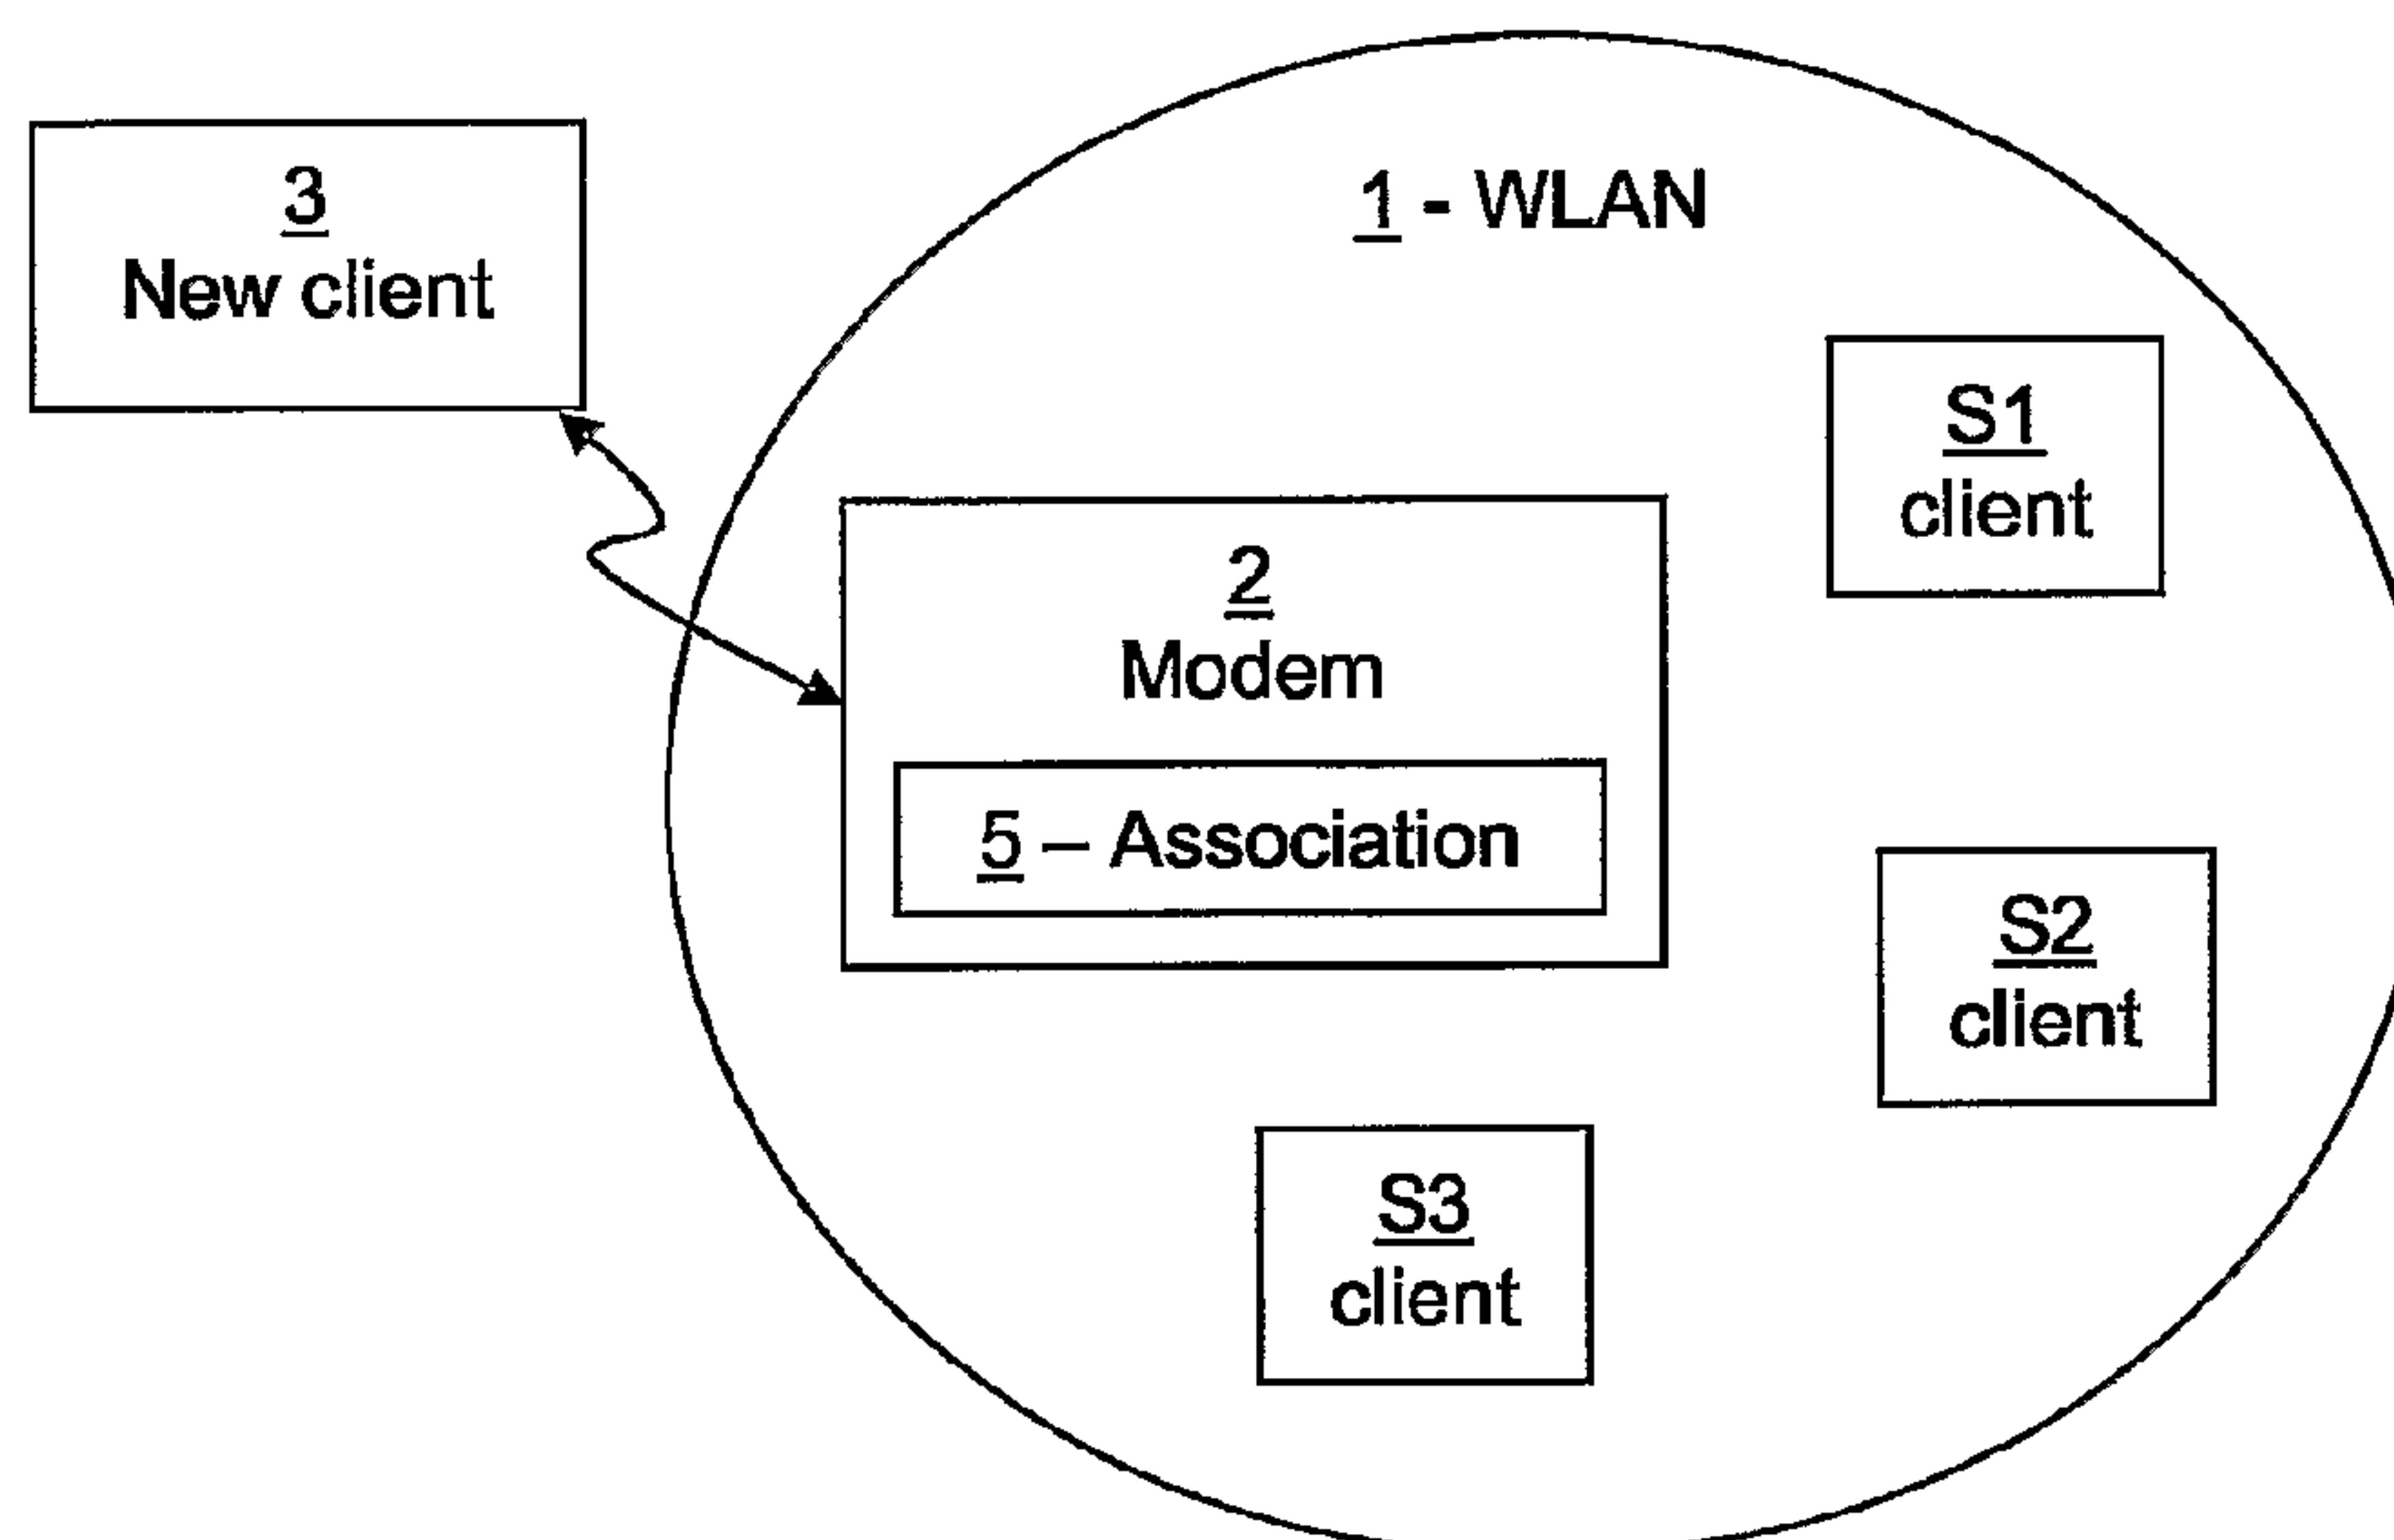 3
New client
1 - WLAN
S1
client
2
Modem
5 – Association
S2
client
S3
client